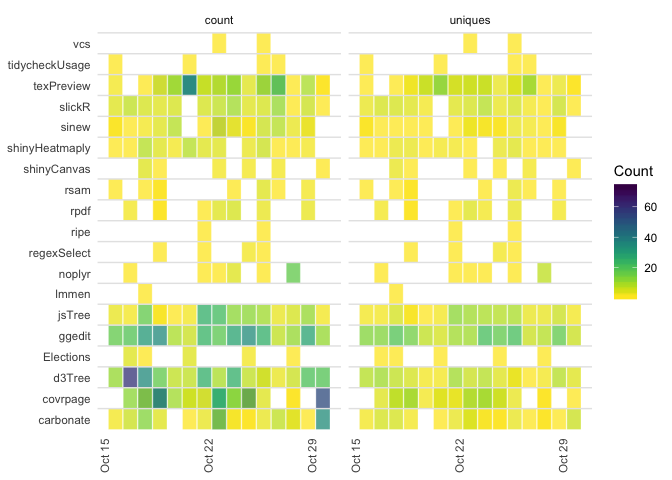 count uniques
vcs
tidycheckUsage
texPreview
slickR
sinew
shinyHeatmaply
shinyCanvas
rsam
rpdf
ripe
regexSelect
noplyr
lmmen
jsTree
ggedit
Elections
d3Tree
covrpage
carbonate
Oct 15 Oct 22 Oct 29 Oct 15 Oct 22 Oct 29
Count
60
40
20